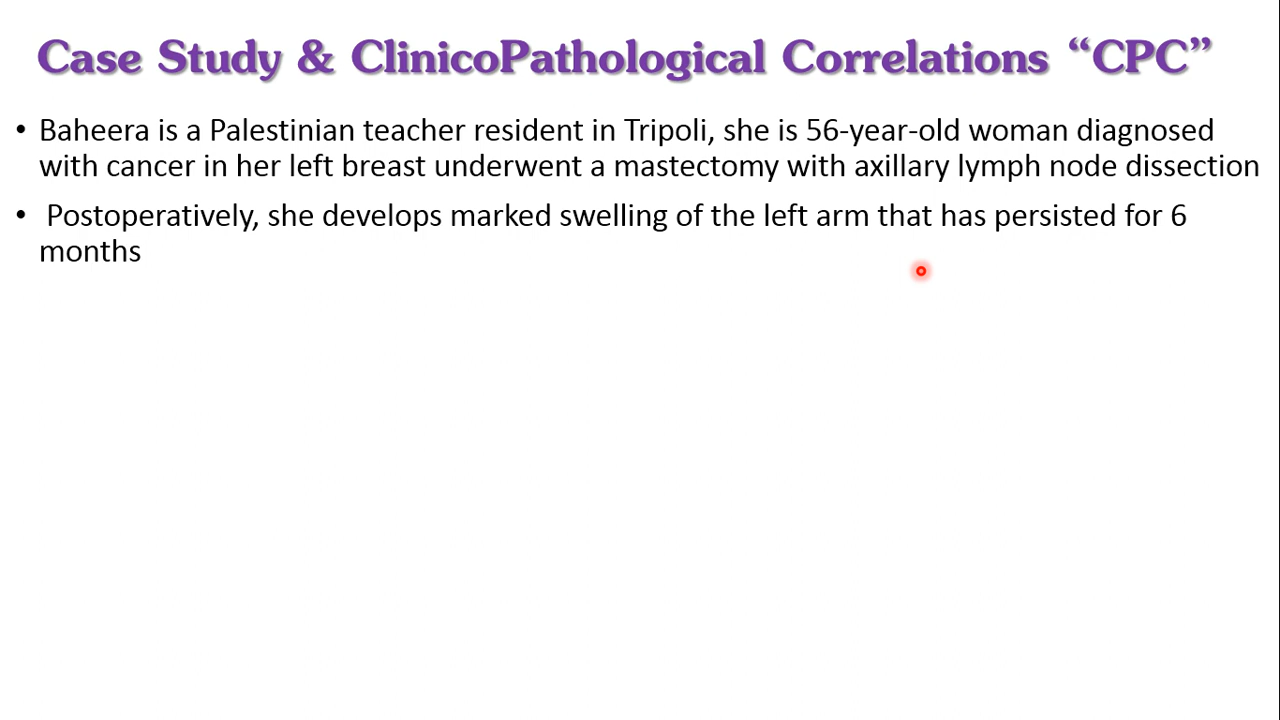 Case Study & ClinicoPathological Correlations “CPC”
• Baheera is a Palestinian teacher resident in Tripoli, she is 56-year-old woman diagnosed
with cancer in her left breast underwent a mastectomy with axillary lymph node dissection
• Postoperatively, she develops marked swelling of the left arm that has persisted for 6
months